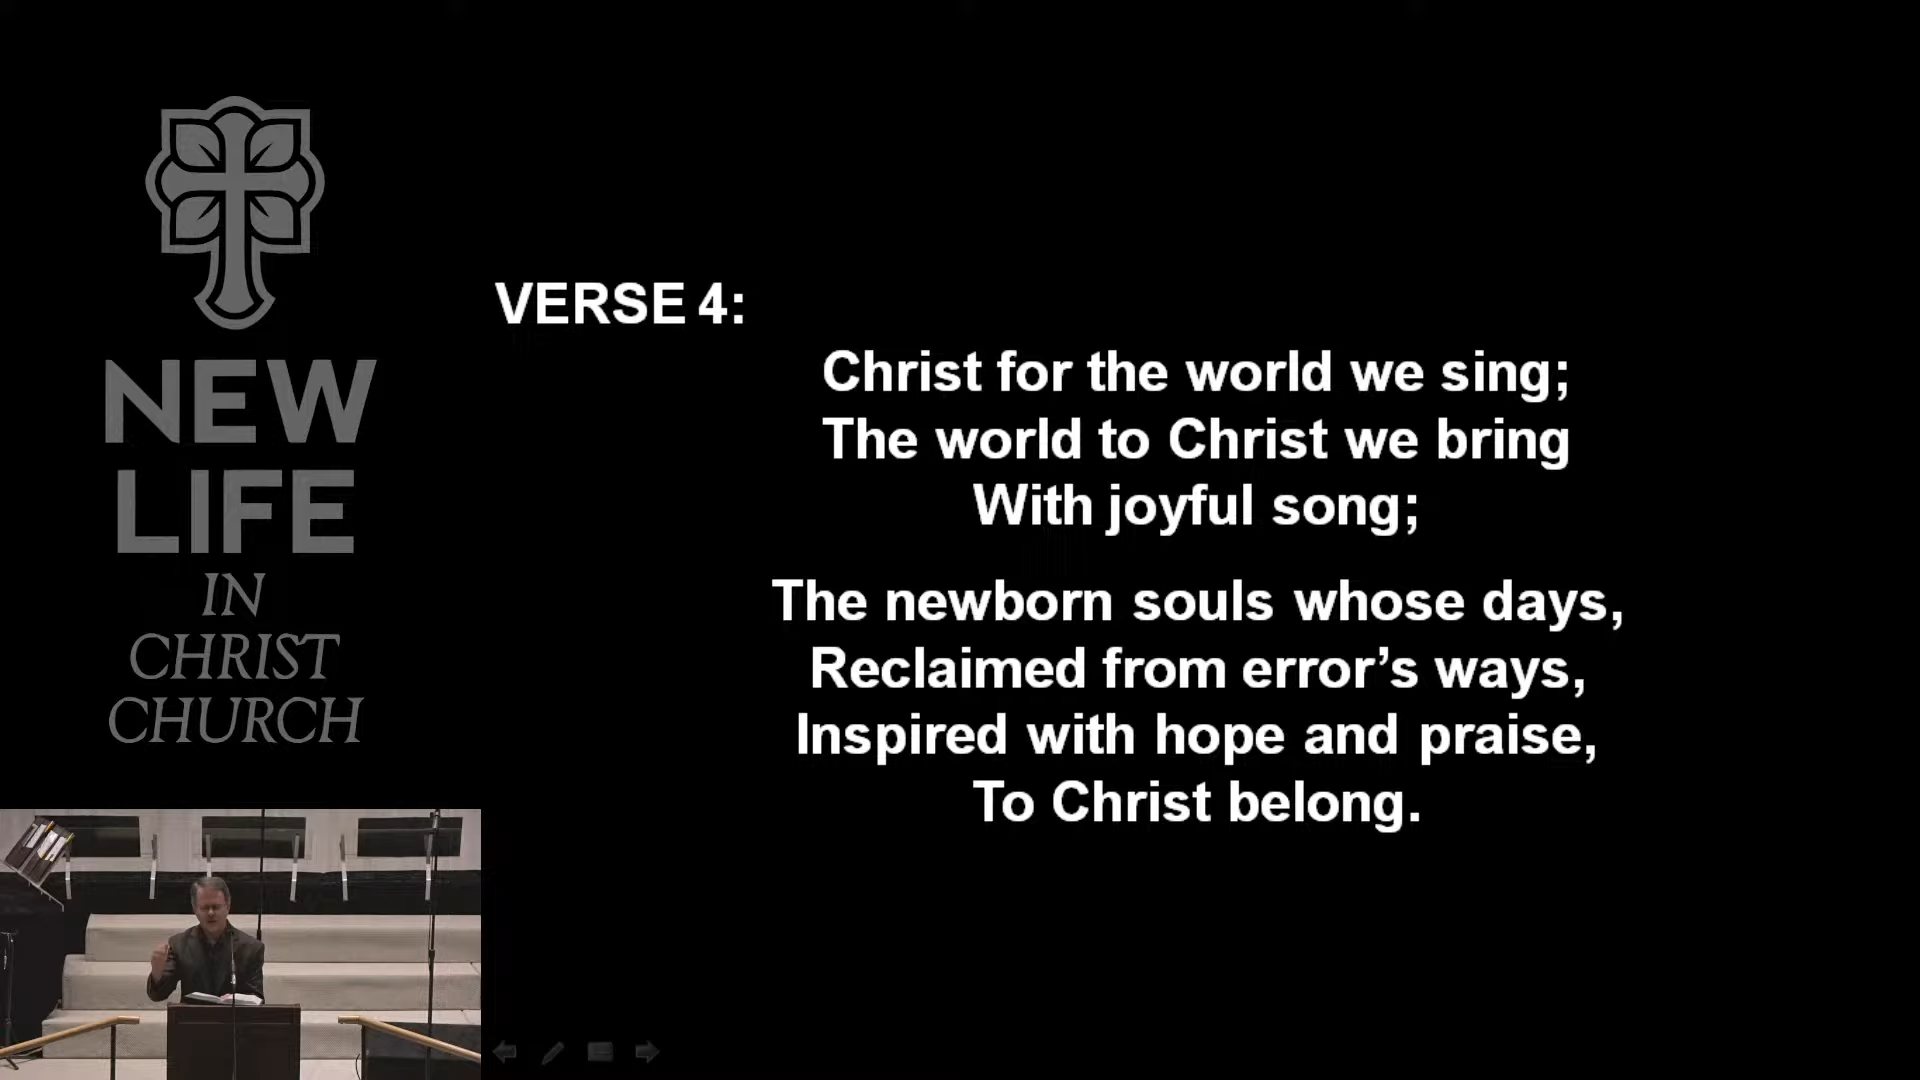 NEW
LIFE
IN
CHRIST
CHURCH
VERSE 4:
Christ for the world we sing;
The world to Christ we bring
With joyful song;
The newborn souls whose days,
Reclaimed from error’s ways,
Inspired with hope and praise,
To Christ belong.